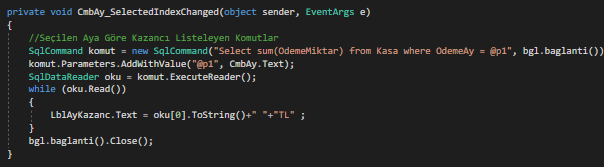 private void CmbAy_SelectedIndexChanged(object sender, EventArgs e)
{
//Seçilen Aya Göre Kazancı Listeleyen Komutlar
SqlCommand komut = new SqlCommand("Select sum(OdemeMiktar) from Kasa where OdemeAy = @p1", bgl.baglanti())
komut.Parameters.AddWithValue("@p1", CmbAy.Text);
SqlDataReader oku = komut.ExecuteReader();
while (oku.Read())
{
LblAyKazanc.Text = oku[0].ToString()+" "+"TL" ;
}
bgl.baglanti().Close();
}